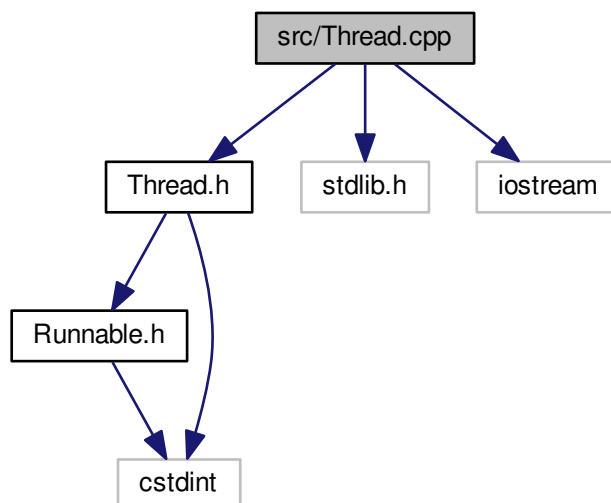 src/Thread.cpp
Thread.h
stdlib.h
iostream
Runnable.h
cstdint